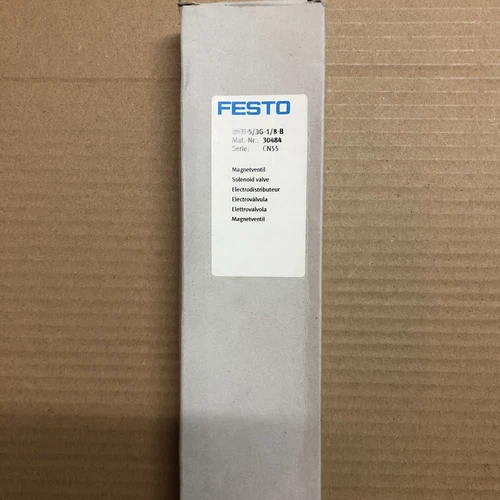 FESTO
5/3G-1/8-B
Mat.-Nr.: 30484
Serie: CN55
Magnetventil
Solenoid valve
Electrodistributeur
Electroválvula
Elettrovalvola
Magnetventil